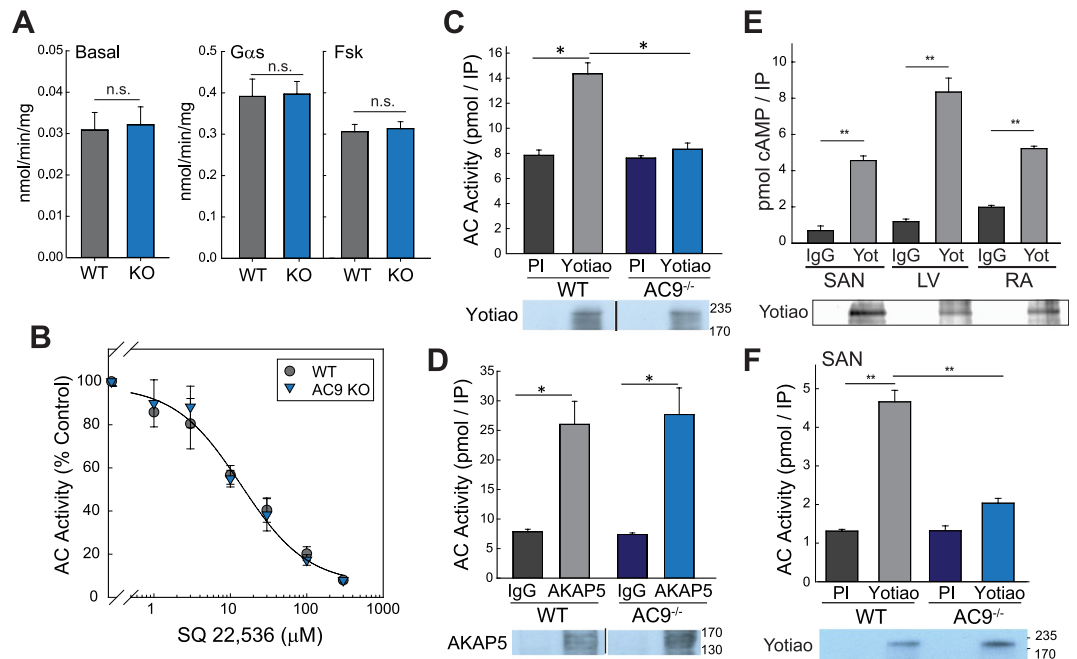 A
Basal
n.s.
nmol/min/mg
0.05
0.04
0.03
0.02
0.01
0.00
WT KO
Gαs
Fsk
n.s.
n.s.
nmol/min/mg
0.5
0.4
0.3
0.2
0.1
0.0
WT KO WT KO
B
WT
AC9 KO
AC Activity (% Control)
100
80
60
40
20
0
1 10 100 1000
SQ 22,536 (μM)
C
* *
AC Activity (pmol / IP)
16
14
12
10
8
6
4
2
0
PI Yotiao PI Yotiao
WT AC9-/-
Yotiao
235
170
D
* *
AC Activity (pmol / IP)
35
30
25
20
15
10
5
0
IgG AKAP5 IgG AKAP5
WT AC9-/-
AKAP5
170
130
E
** ** **
pmol cAMP / IP
10
8
6
4
2
0
IgG Yot IgG Yot IgG Yot
SAN LV RA
Yotiao
F
SAN
** **
AC Activity (pmol / IP)
5
4
3
2
1
0
PI Yotiao PI Yotiao
WT AC9-/-
Yotiao
235
170